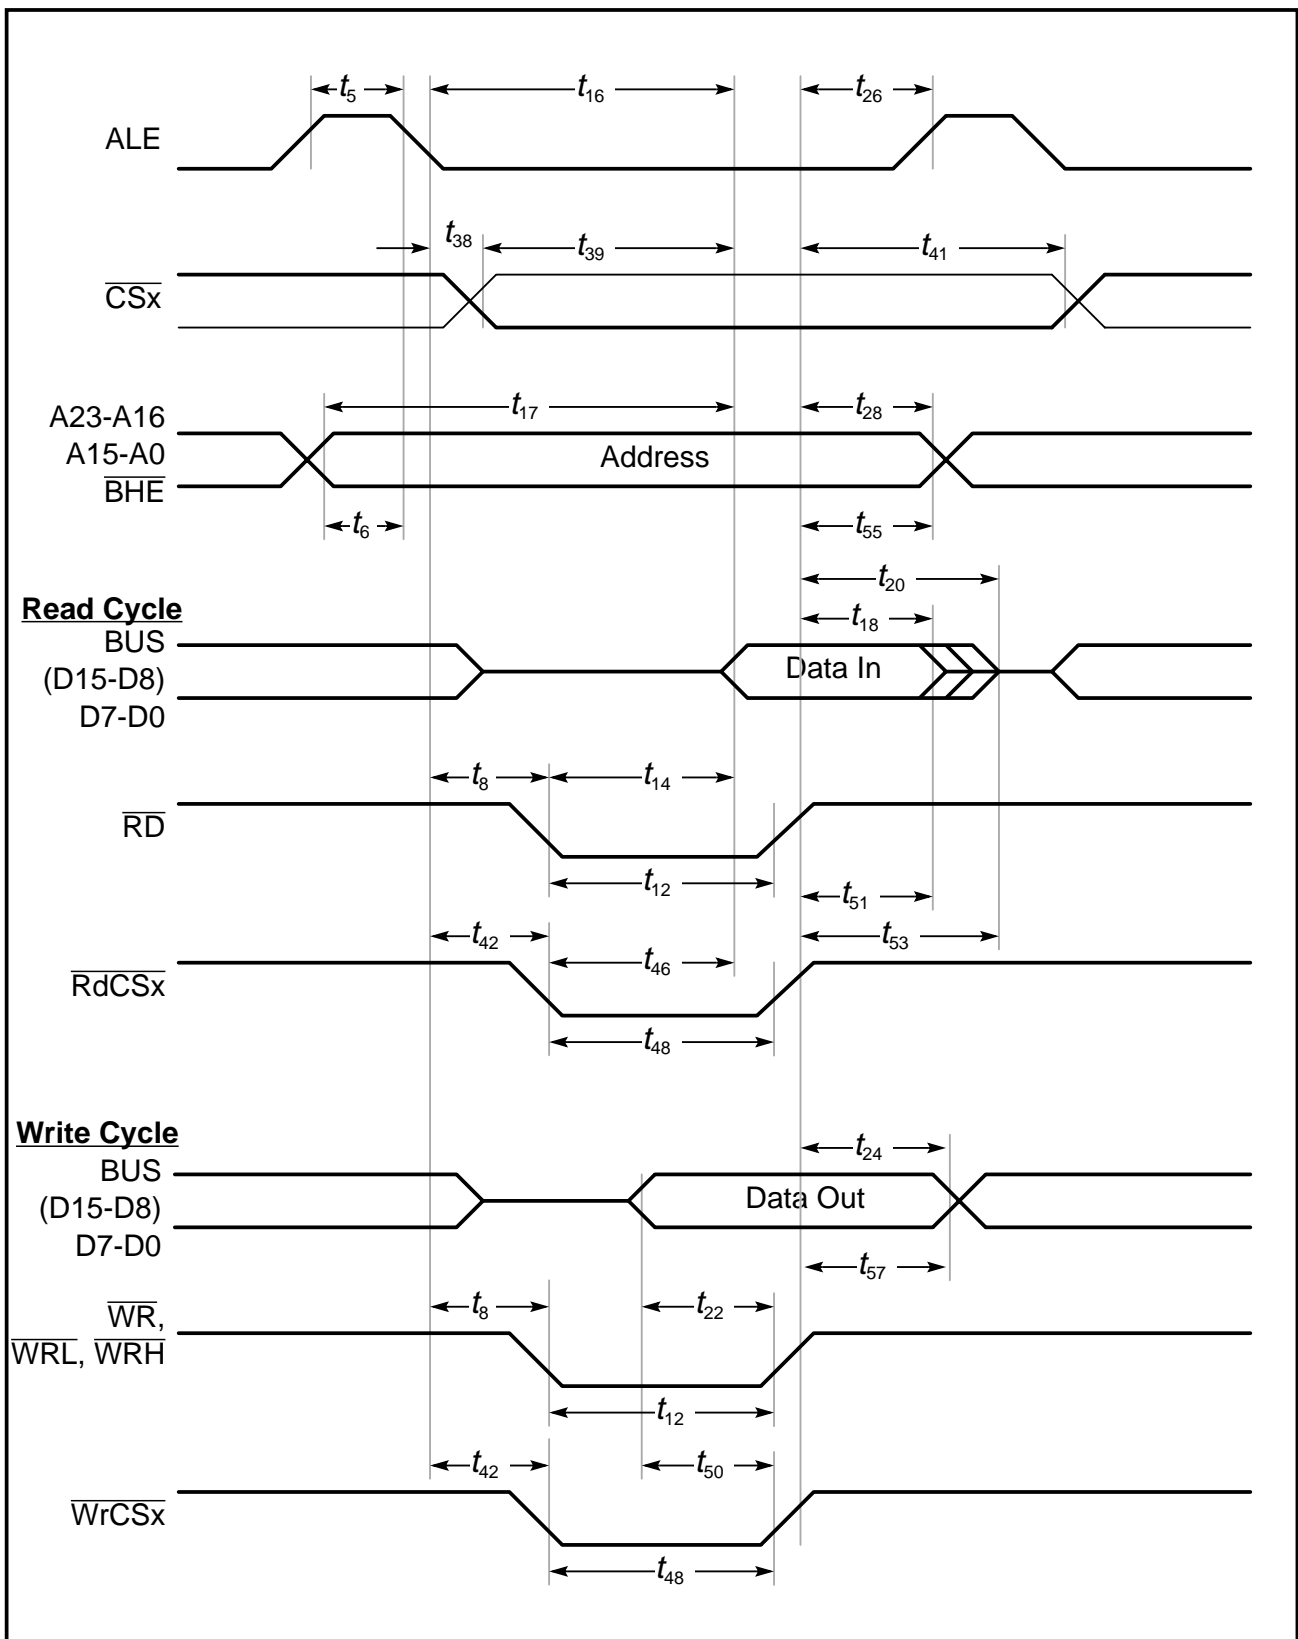 t5 t16 t26
ALE
t38 t39 t41
CSx
t17 t28
A23-A16
A15-A0
BHE
Address
t6 t55
t20
Read Cycle
t18
BUS
(D15-D8)
D7-D0
Data In
t8 t14
RD
t12 t51
t42 t53
t46
RdCSx
t48
Write Cycle
t24
BUS
(D15-D8)
D7-D0
Data Out
t57
t8 t22
WR,
WRL, WRH
t12
t42 t50
WrCSx
t48